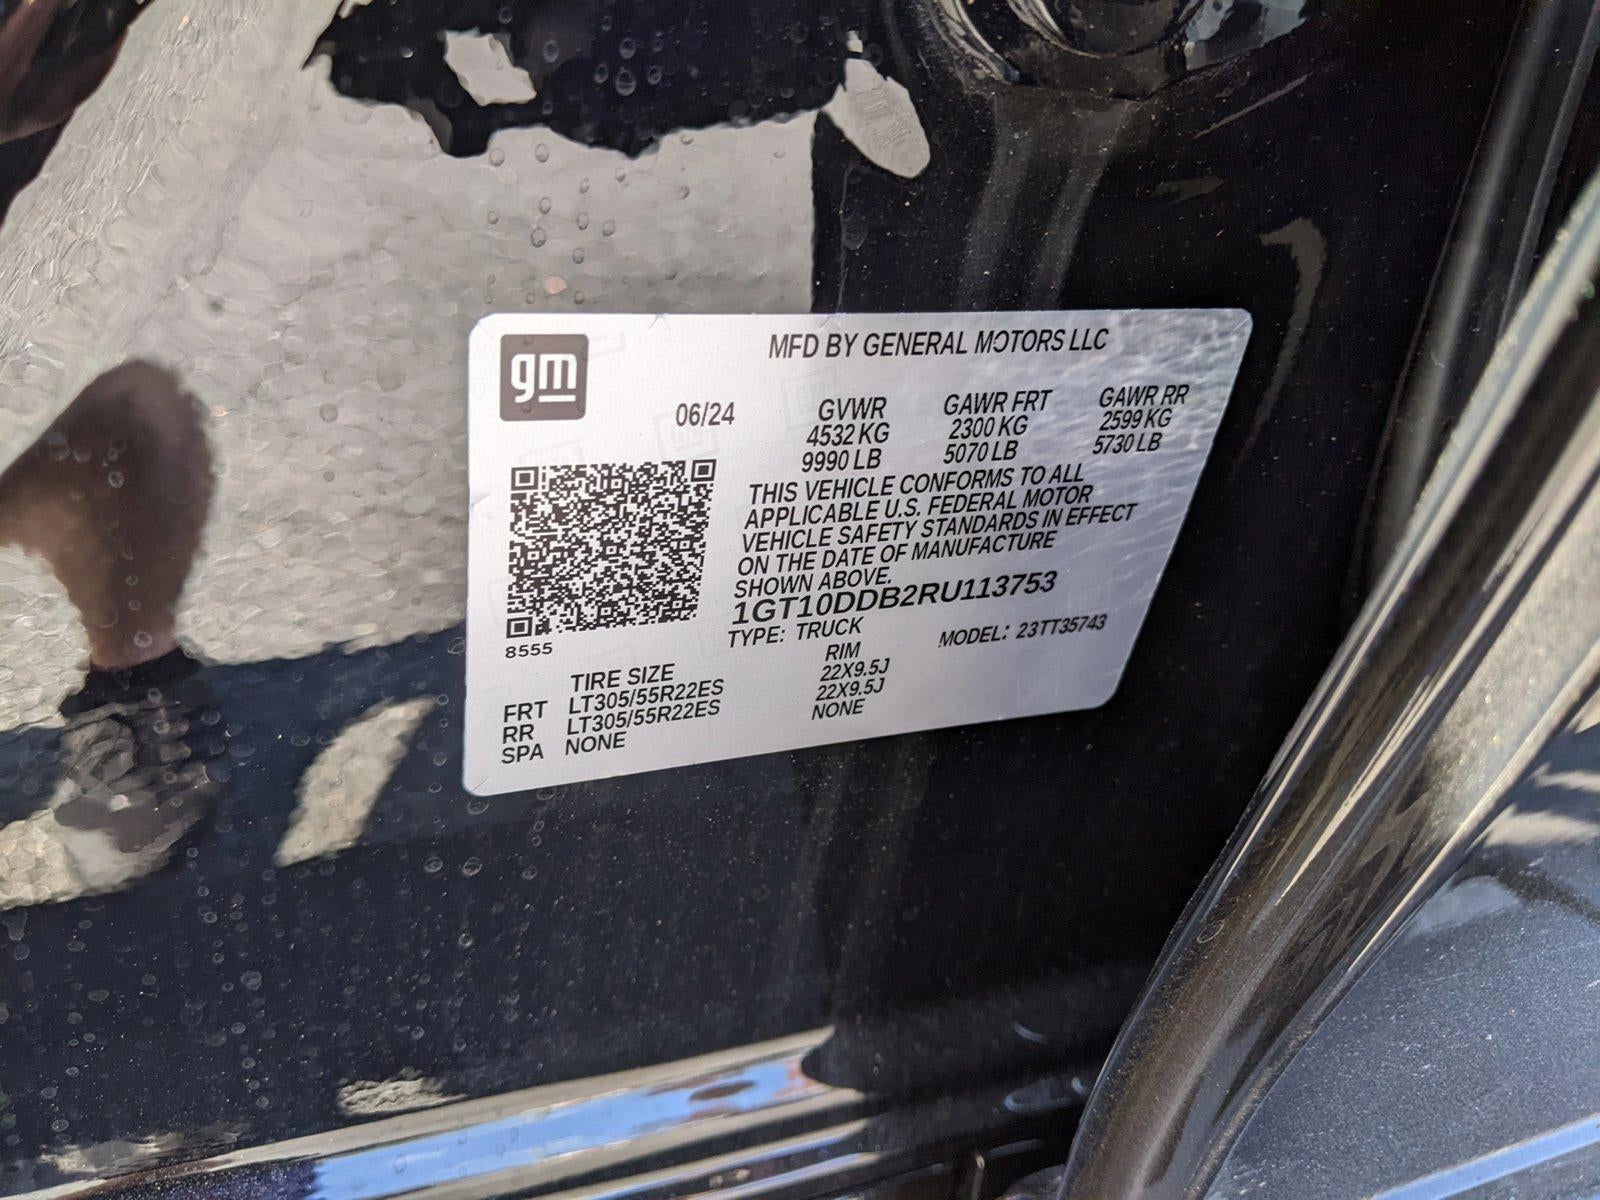 gm
MFD BY GENERAL MOTORS LLC
06/24
GVWR GAWR FRT GAWR RR
4532 KG 2300 KG 2599 KG
9990 LB 5070 LB 5730 LB
THIS VEHICLE CONFORMS TO ALL
APPLICABLE U.S. FEDERAL MOTOR
VEHICLE SAFETY STANDARDS IN EFFECT
ON THE DATE OF MANUFACTURE
SHOWN ABOVE.
1GT10DDB2RU113753
TYPE: TRUCK MODEL: 23TT35743
8555
TIRE SIZE RIM
FRT LT305/55R22ES 22X9.5J
RR LT305/55R22ES 22X9.5J
SPA NONE NONE